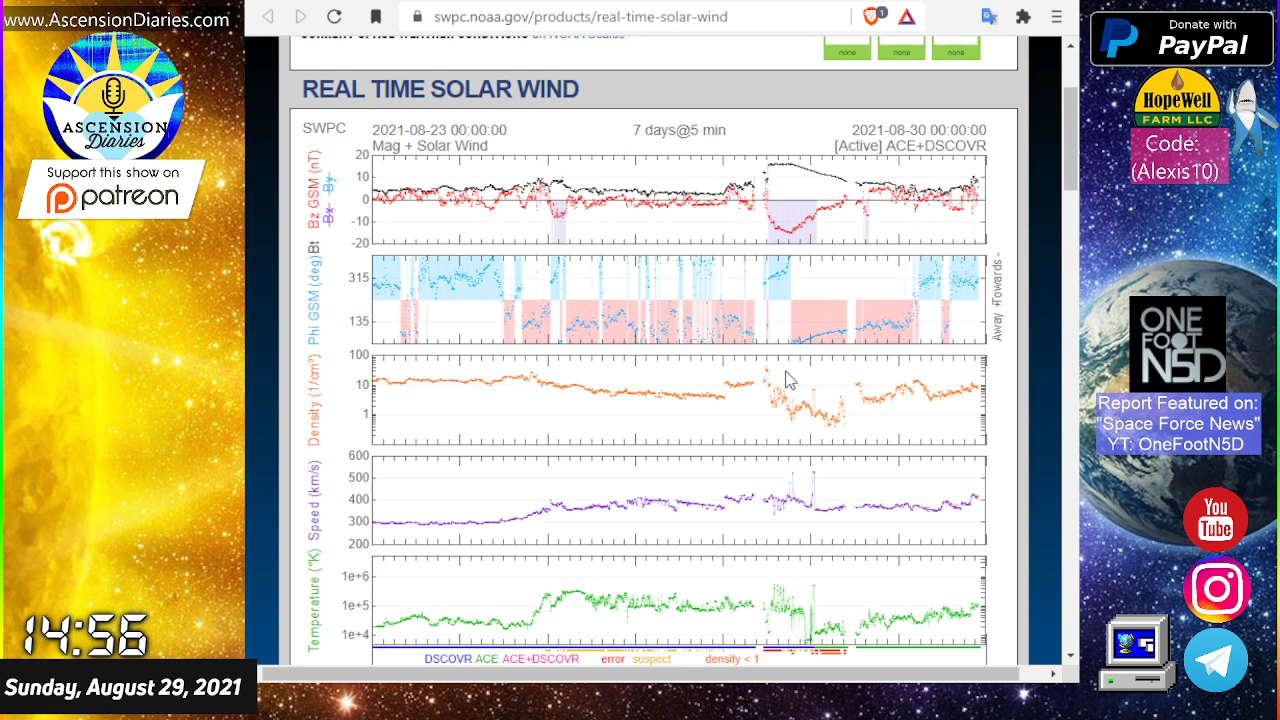 www.AscensionDiaries.com
ASCENSION
Diaries
Support this show on
patreon
14:56
Sunday, August 29, 2021
swpc.noaa.gov/products/real-time-solar-wind
1
none
none
none
REAL TIME SOLAR WIND
SWPC
2021-08-23 00:00:00
7 days@5 min
2021-08-30 00:00:00
Mag + Solar Wind
[Active] ACE+DSCOVR
Bt Bz GSM (nT)
Bx By
20
10
0
-10
-20
Phi GSM (deg)
315
135
Away + Towards -
Density (1/cm³)
100
10
1
Speed (km/s)
600
500
400
300
200
Temperature (°K)
1e+6
1e+5
1e+4
DSCOVR ACE ACE+DSCOVR error suspect density < 1
Donate with
PayPal
HopeWell
FARM LLC
Code:
(Alexis10)
ONE
FOOT
N5D
Report Featured on:
"Space Force News"
YT: OneFootN5D
You
Tube